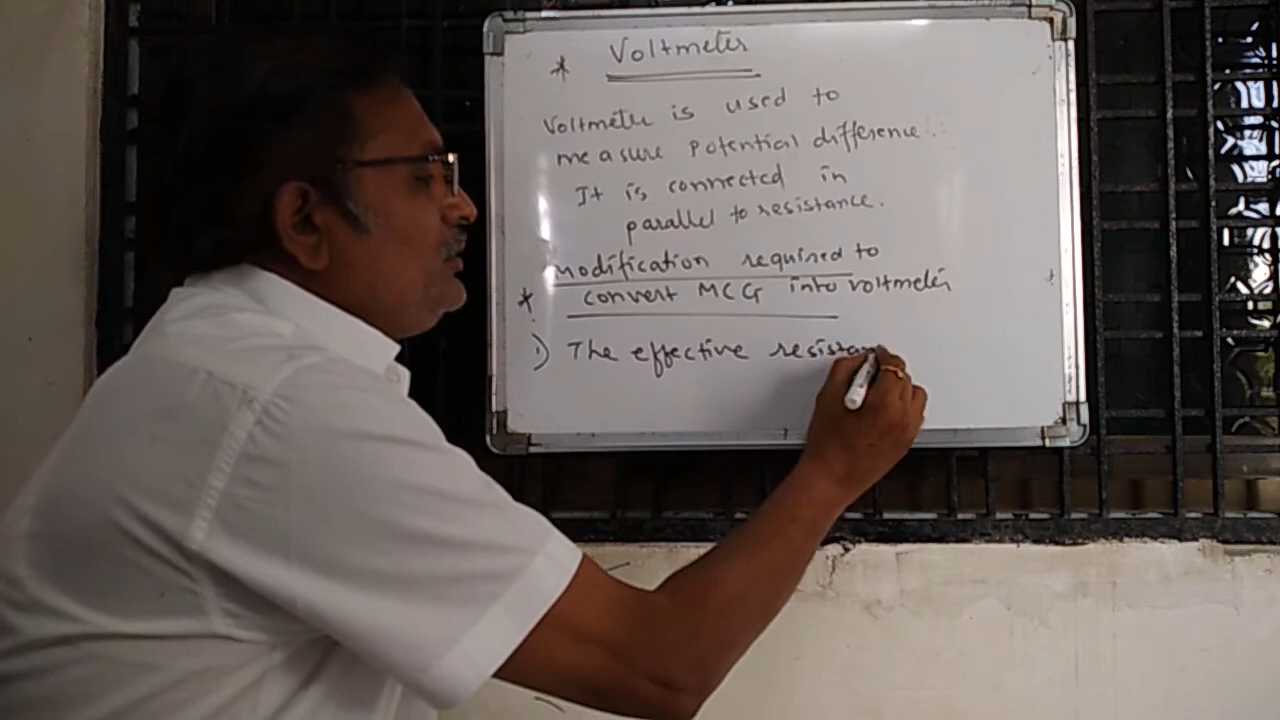 * Voltmeter
Voltmeter is used to
measure potential difference.
It is connected in
parallel to resistance.
modification required to
* convert MCG into voltmeter
1) The effective resistan